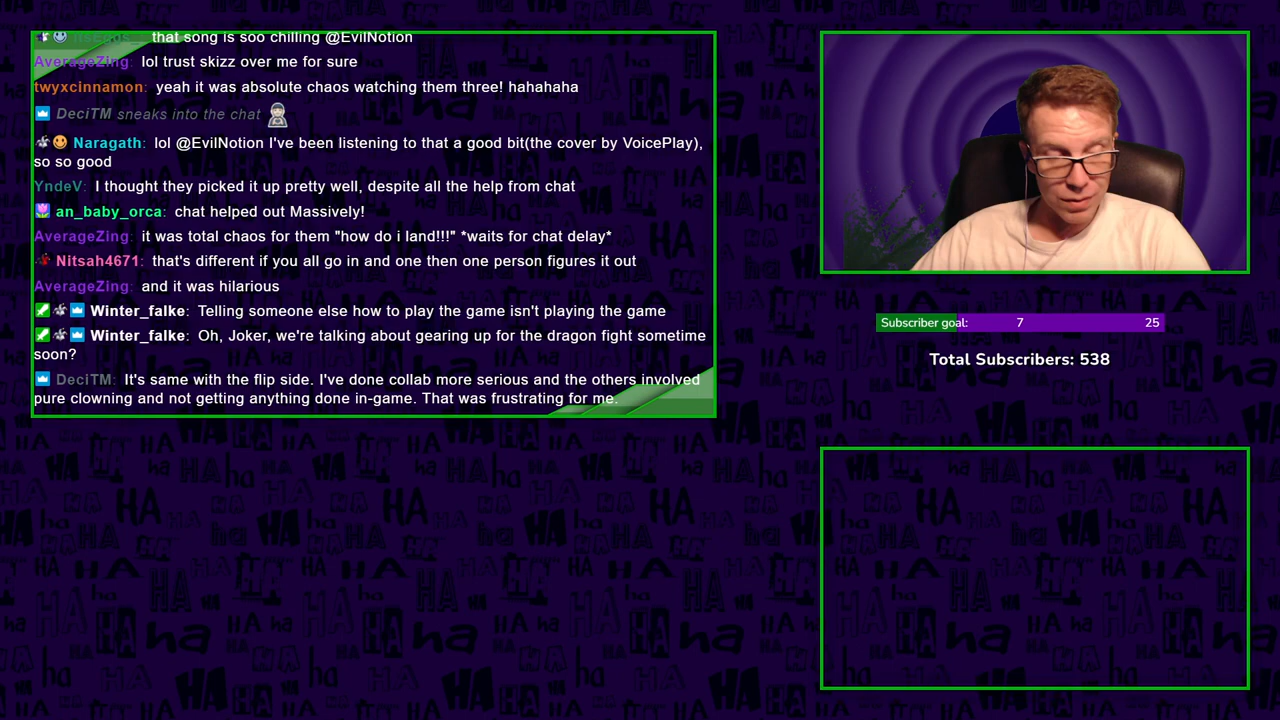 that song is soo chilling @EvilNotion
AverageZing: lol trust skizz over me for sure
twyxcinnamon: yeah it was absolute chaos watching them three! hahahaha
DeciTM sneaks into the chat
Naragath: lol @EvilNotion I've been listening to that a good bit(the cover by VoicePlay),
so so good
YndeV: I thought they picked it up pretty well, despite all the help from chat
an_baby_orca: chat helped out Massively!
AverageZing: it was total chaos for them "how do i land!!!" *waits for chat delay*
Nitsah4671: that's different if you all go in and one then one person figures it out
AverageZing: and it was hilarious
Winter_falke: Telling someone else how to play the game isn't playing the game
Winter_falke: Oh, Joker, we're talking about gearing up for the dragon fight sometime
soon?
DeciTM: It's same with the flip side. I've done collab more serious and the others involved
pure clowning and not getting anything done in-game. That was frustrating for me.
Subscriber goal: 7 25
Total Subscribers: 538